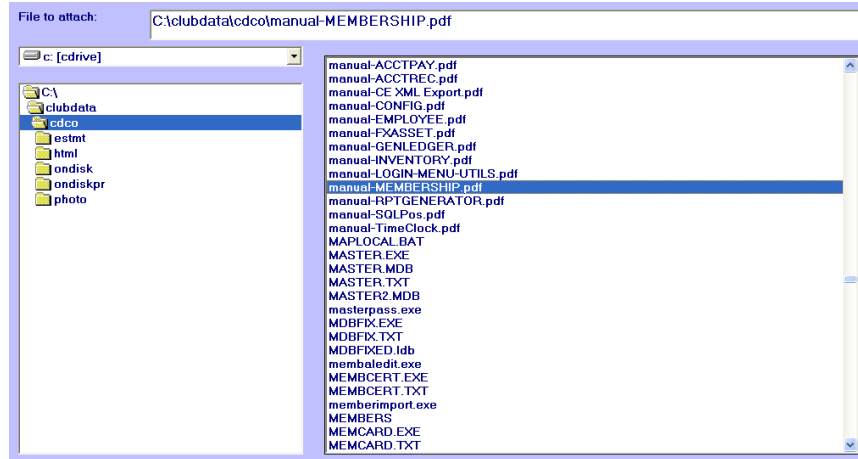 File to attach:
C:\clubdata\cdco\manual-MEMBERSHIP.pdf
c: [cdrive]
C:\
clubdata
cdco
estmt
html
ondisk
ondiskpr
photo
manual-ACCTPAY.pdf
manual-ACCTREC.pdf
manual-CE XML Export.pdf
manual-CONFIG.pdf
manual-EMPLOYEE.pdf
manual-FXASSET.pdf
manual-GENLEDGER.pdf
manual-INVENTORY.pdf
manual-LOGIN-MENU-UTILS.pdf
manual-MEMBERSHIP.pdf
manual-RPTGENERATOR.pdf
manual-SQLPos.pdf
manual-TimeClock.pdf
MAPLOCAL.BAT
MASTER.EXE
MASTER.MDB
MASTER.TXT
MASTER2.MDB
masterpass.exe
MDBFIX.EXE
MDBFIX.TXT
MDBFIXED.ldb
membaledit.exe
MEMBCERT.EXE
MEMBCERT.TXT
memberimport.exe
MEMBERS
MEMCARD.EXE
MEMCARD.TXT